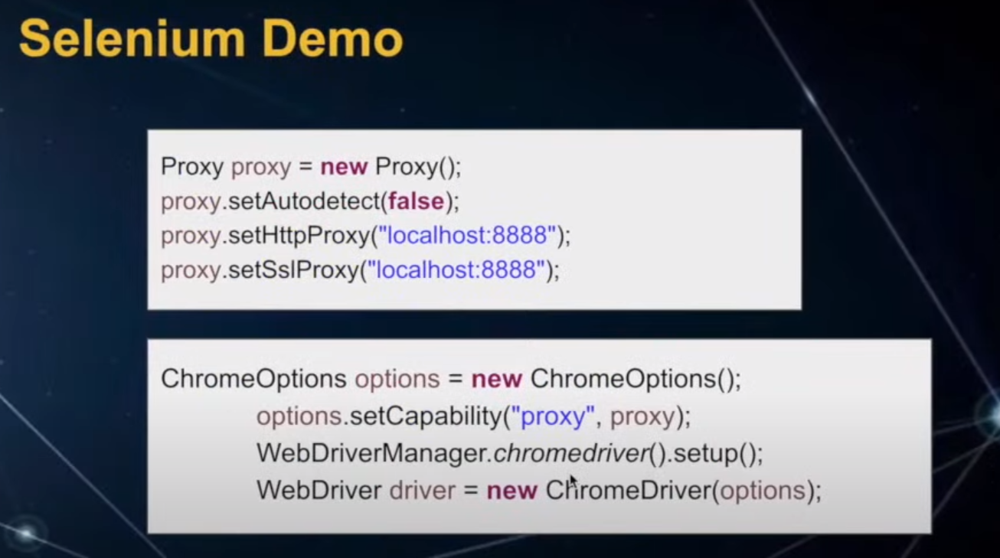 Selenium Demo
Proxy proxy = new Proxy();
proxy.setAutodetect(false);
proxy.setHttpProxy("localhost:8888");
proxy.setSslProxy("localhost:8888");
ChromeOptions options = new ChromeOptions();
options.setCapability("proxy", proxy);
WebDriverManager.chromedriver().setup();
WebDriver driver = new ChromeDriver(options);